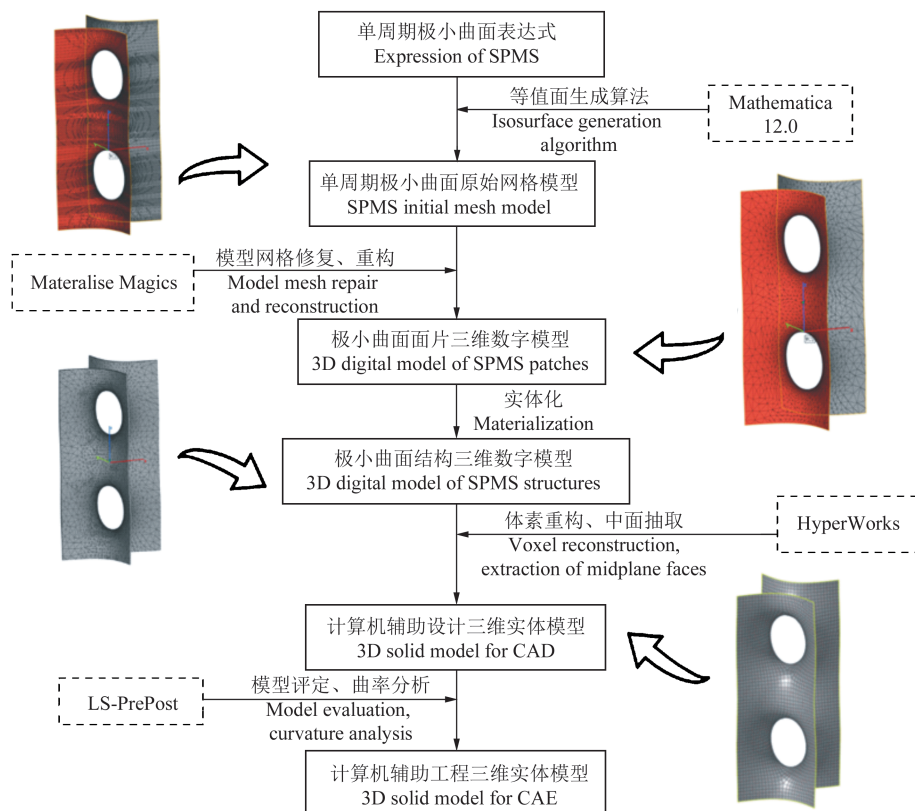 单周期极小曲面表达式
Expression of SPMS
等值面生成算法
Isosurface generation
algorithm
Mathematica
12.0
单周期极小曲面原始网格模型
SPMS initial mesh model
Materalise Magics
模型网格修复、重构
Model mesh repair
and reconstruction
极小曲面面片三维数字模型
3D digital model of SPMS patches
实体化
Materialization
极小曲面结构三维数字模型
3D digital model of SPMS structures
体素重构、中面抽取
Voxel reconstruction,
extraction of midplane faces
HyperWorks
计算机辅助设计三维实体模型
3D solid model for CAD
LS-PrePost
模型评定、曲率分析
Model evaluation,
curvature analysis
计算机辅助工程三维实体模型
3D solid model for CAE